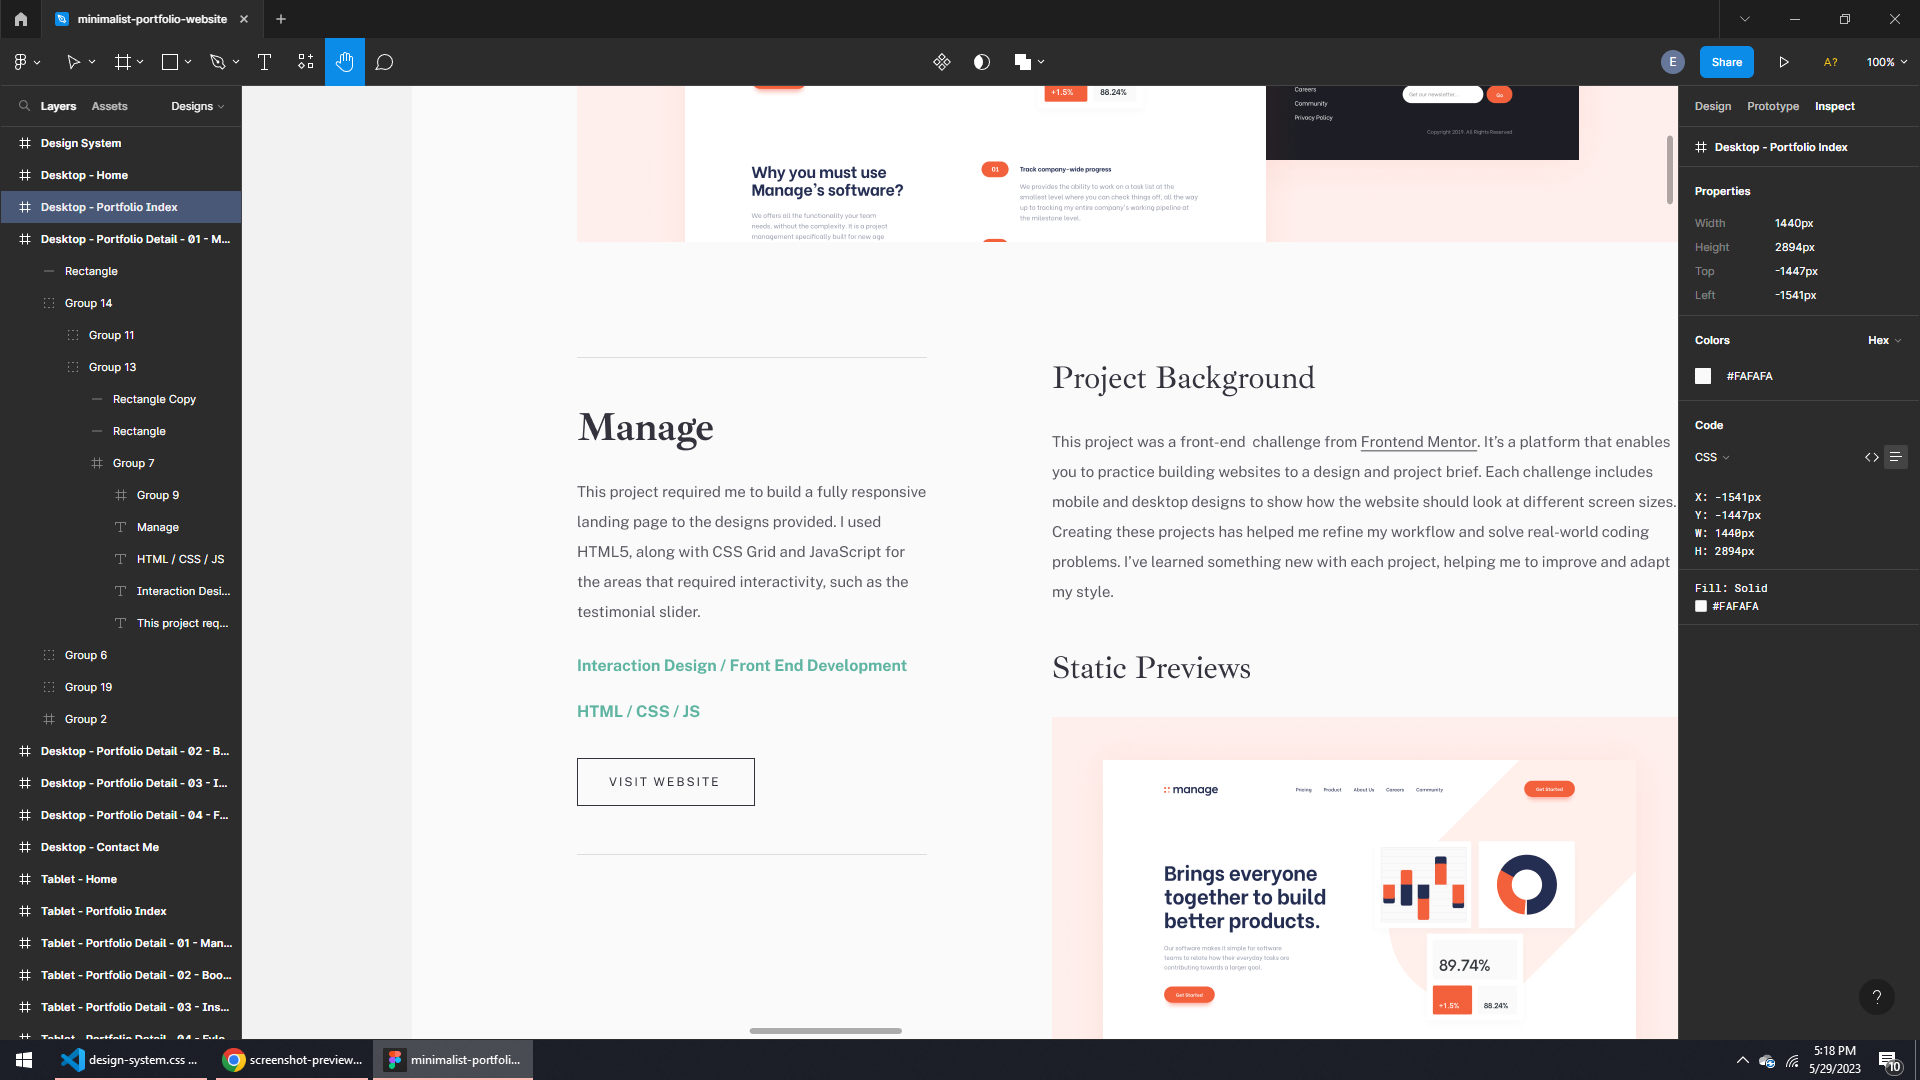 minimalist-portfolio-website
E
Share
A?
100%
Layers
Assets
Designs
Design System
Desktop - Home
Desktop - Portfolio Index
Desktop - Portfolio Detail - 01 - M...
Rectangle
Group 14
Group 11
Group 13
Rectangle Copy
Rectangle
Group 7
Group 9
Manage
HTML / CSS / JS
Interaction Desi...
This project req...
Group 6
Group 19
Group 2
Desktop - Portfolio Detail - 02 - B...
Desktop - Portfolio Detail - 03 - I...
Desktop - Portfolio Detail - 04 - F...
Desktop - Contact Me
Tablet - Home
Tablet - Portfolio Index
Tablet - Portfolio Detail - 01 - Man...
Tablet - Portfolio Detail - 02 - Boo...
Tablet - Portfolio Detail - 03 - Ins...
+1.5%
88.24%
Careers
Community
Privacy Policy
Get our newsletter...
Go
Copyright 2019. All Rights Reserved
Why you must use
Manage's software?
We offers all the functionality your team
needs, without the complexity. It is a project
management specifically built for new age
01
Track company-wide progress
We provides the ability to work on a task list at the
smallest level where you can check things off, all the way
up to tracking my entire company's working pipeline at
the milestone level.
Manage
This project required me to build a fully responsive
landing page to the designs provided. I used
HTML5, along with CSS Grid and JavaScript for
the areas that required interactivity, such as the
testimonial slider.
Interaction Design / Front End Development
HTML / CSS / JS
VISIT WEBSITE
Project Background
This project was a front-end  challenge from Frontend Mentor. It’s a platform that enables
you to practice building websites to a design and project brief. Each challenge includes
mobile and desktop designs to show how the website should look at different screen sizes.
Creating these projects has helped me refine my workflow and solve real-world coding
problems. I’ve learned something new with each project, helping me to improve and adapt
my style.
Static Previews
manage
Pricing
Product
About Us
Careers
Community
Get Started
Brings everyone
together to build
better products.
Our software makes it simple for software
teams to relate how their everyday tasks are
contributing towards a larger goal.
Get Started
89.74%
+1.5%
88.24%
Design
Prototype
Inspect
Desktop - Portfolio Index
Properties
Width 1440px
Height 2894px
Top -1447px
Left -1541px
Colors
Hex
#FAFAFA
Code
CSS
X: -1541px
Y: -1447px
W: 1440px
H: 2894px
Fill: Solid
#FAFAFA
?
design-system.css ...
screenshot-preview...
minimalist-portfoli...
5:18 PM
5/29/2023
10